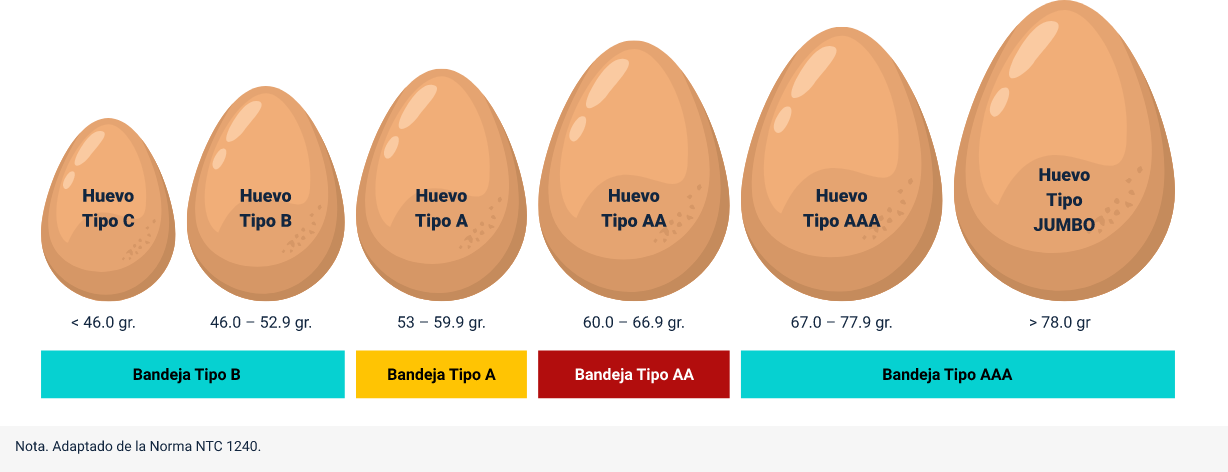 Huevo
Tipo C
Huevo
Tipo B
Huevo
Tipo A
Huevo
Tipo AA
Huevo
Tipo AAA
Huevo
Tipo
JUMBO
< 46.0 gr.
46.0 – 52.9 gr.
53 – 59.9 gr.
60.0 – 66.9 gr.
67.0 – 77.9 gr.
> 78.0 gr
Bandeja Tipo B
Bandeja Tipo A
Bandeja Tipo AA
Bandeja Tipo AAA
Nota. Adaptado de la Norma NTC 1240.